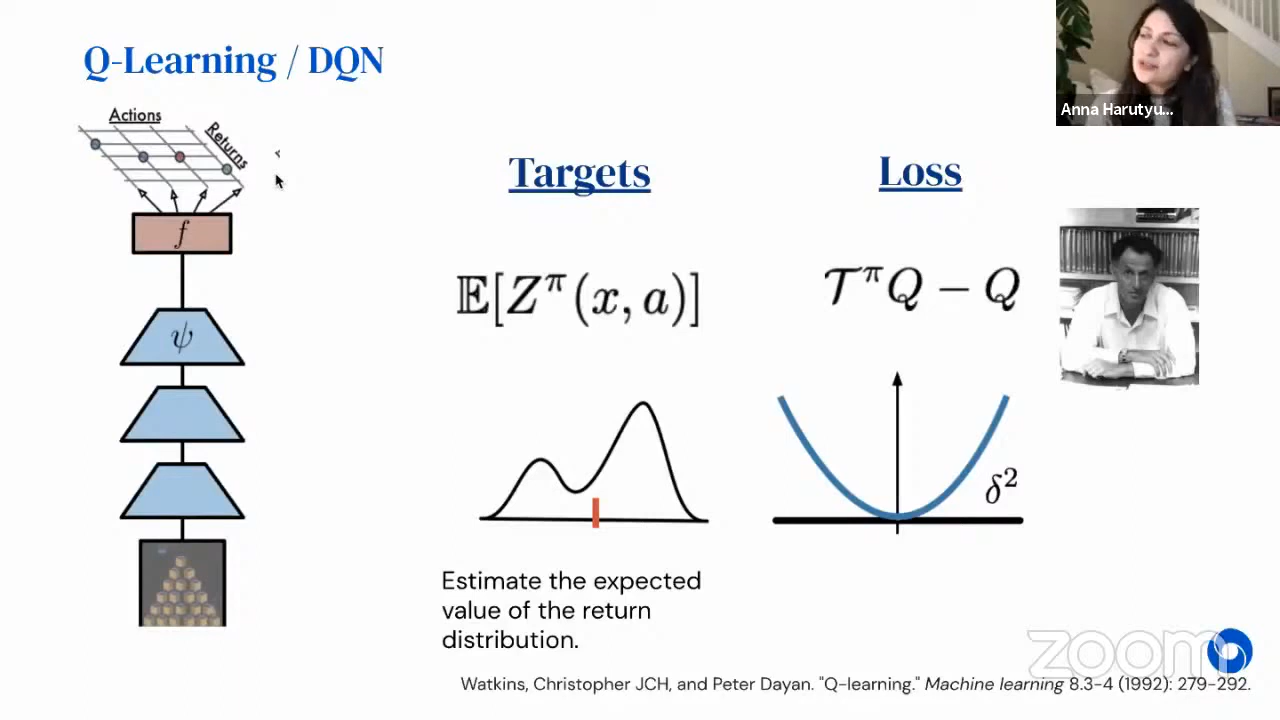 Q-Learning / DQN
Anna Harutyu...
Actions
Returns
Targets
Loss
f
𝔼[Z^π(x, a)]
𝒯^πQ − Q
ψ
δ²
Estimate the expected
value of the return
distribution.
zoom
Watkins, Christopher JCH, and Peter Dayan. "Q-learning." Machine learning 8.3-4 (1992): 279-292.